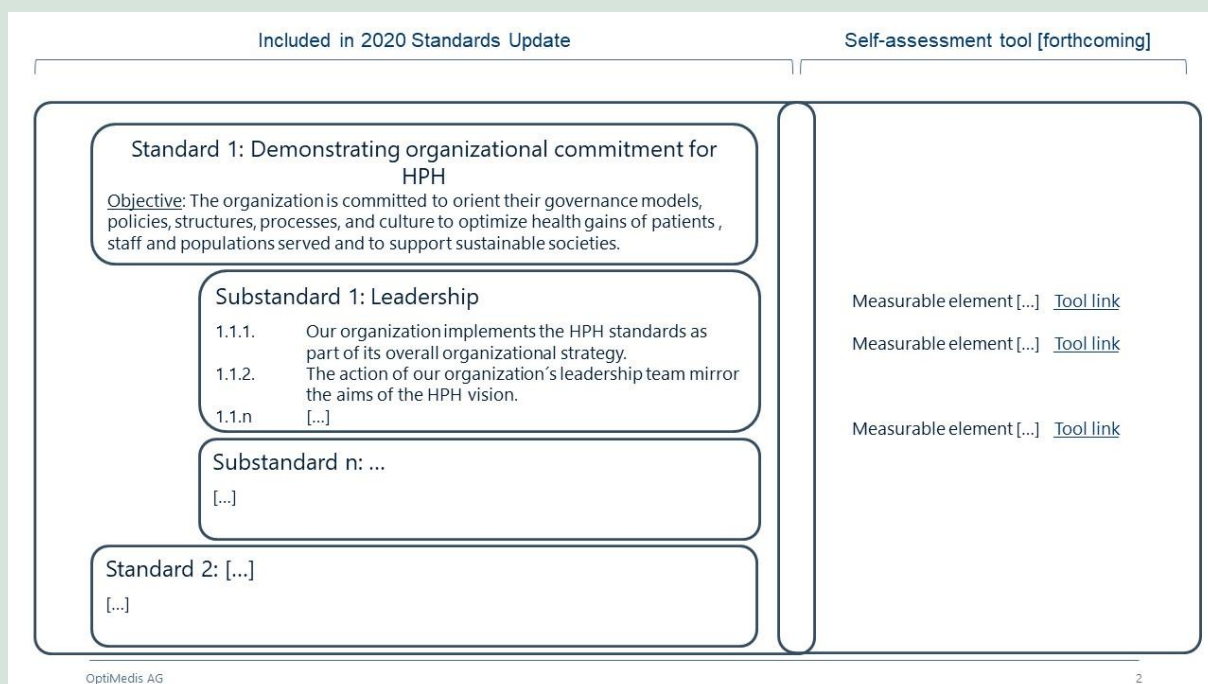 Included in 2020 Standards Update
Self-assessment tool [forthcoming]
Standard 1: Demonstrating organizational commitment for
HPH
Objective: The organization is committed to orient their governance models,
policies, structures, processes, and culture to optimize health gains of patients ,
staff and populations served and to support sustainable societies.
Substandard 1: Leadership
1.1.1. Our organization implements the HPH standards as
part of its overall organizational strategy.
1.1.2. The action of our organization´s leadership team mirror
the aims of the HPH vision.
1.1.n [...]
Substandard n: ...
[...]
Standard 2: [...]
[...]
Measurable element [...] Tool link
Measurable element [...] Tool link
Measurable element [...] Tool link
OptiMedis AG
2